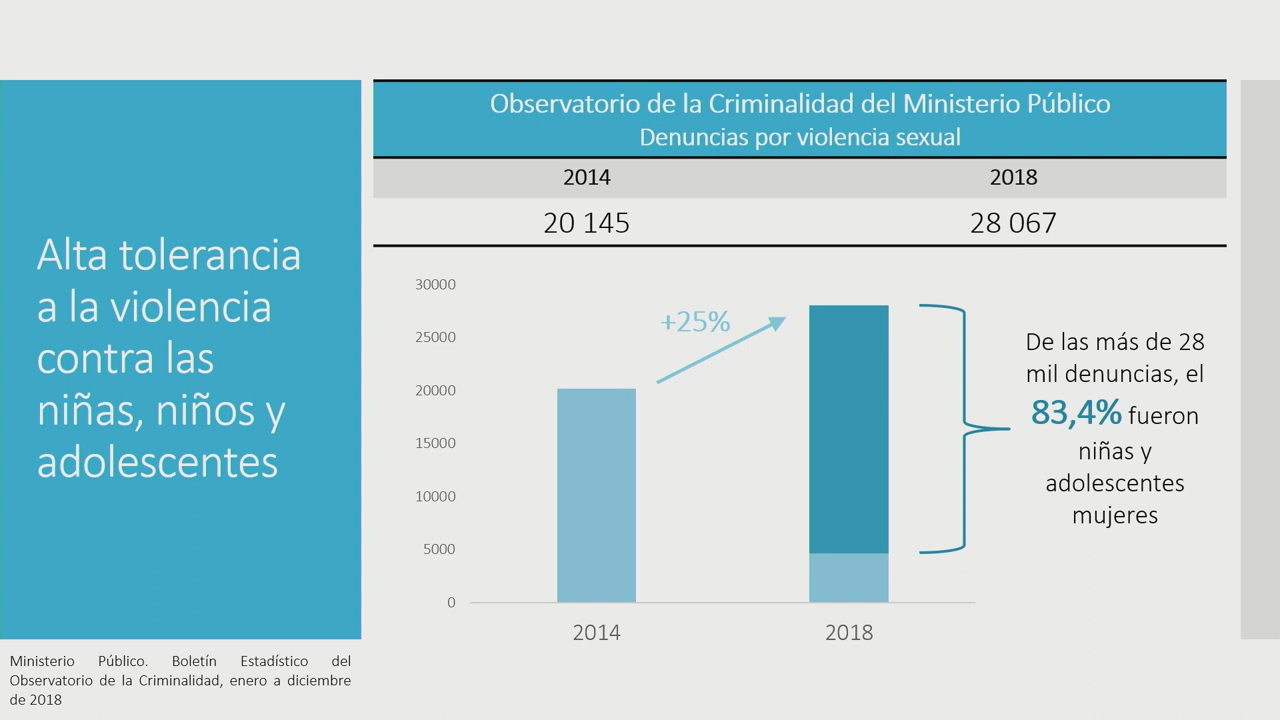 Alta tolerancia
a la violencia
contra las
niñas, niños y
adolescentes
Ministerio Público. Boletín Estadístico del
Observatorio de la Criminalidad, enero a diciembre
de 2018
Observatorio de la Criminalidad del Ministerio Público
Denuncias por violencia sexual
2014 2018
20 145 28 067
30000
25000
20000
15000
10000
5000
0
+25%
2014 2018
De las más de 28
mil denuncias, el
83,4% fueron
niñas y
adolescentes
mujeres